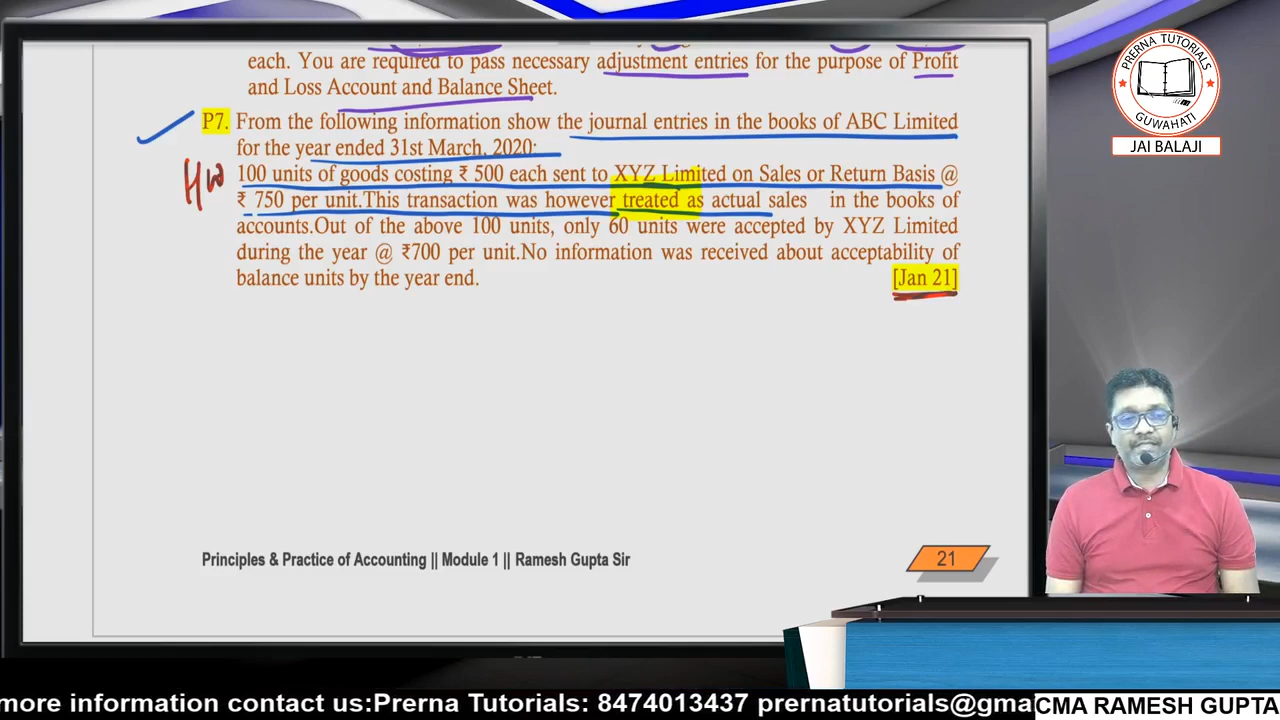 each. You are required to pass necessary adjustment entries for the purpose of Profit
and Loss Account and Balance Sheet.
P7. From the following information show the journal entries in the books of ABC Limited
for the year ended 31st March, 2020:
HW
100 units of goods costing ₹ 500 each sent to XYZ Limited on Sales or Return Basis @
₹ 750 per unit.This transaction was however treated as actual sales in the books of
accounts.Out of the above 100 units, only 60 units were accepted by XYZ Limited
during the year @ ₹700 per unit.No information was received about acceptability of
balance units by the year end. [Jan 21]
Principles & Practice of Accounting || Module 1 || Ramesh Gupta Sir
21
PRERNA TUTORIALS
GUWAHATI
JAI BALAJI
more information contact us:Prerna Tutorials: 8474013437 prernatutorials@gma
CMA RAMESH GUPTA